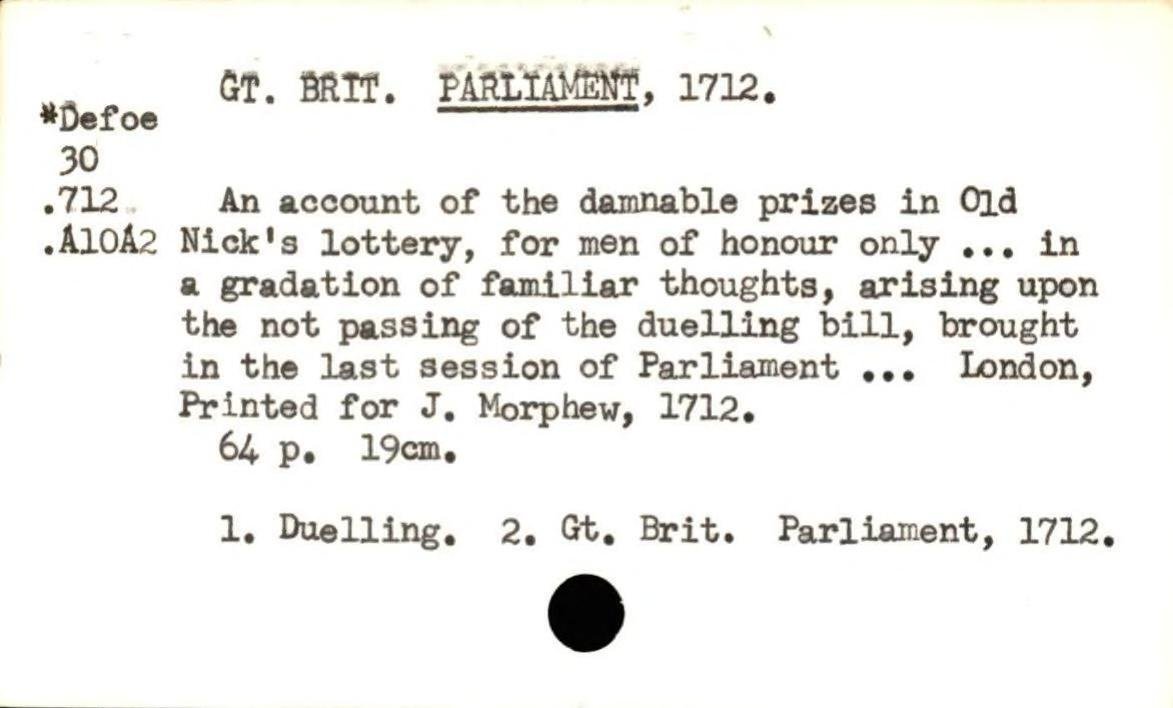 GT. BRIT. PARLIAMENT, 1712.
*Defoe
30
.712 An account of the damnable prizes in Old
.A10A2 Nick's lottery, for men of honour only ... in
a gradation of familiar thoughts, arising upon
the not passing of the duelling bill, brought
in the last session of Parliament ... London,
Printed for J. Morphew, 1712.
64 p. 19cm.
1. Duelling. 2. Gt. Brit. Parliament, 1712.